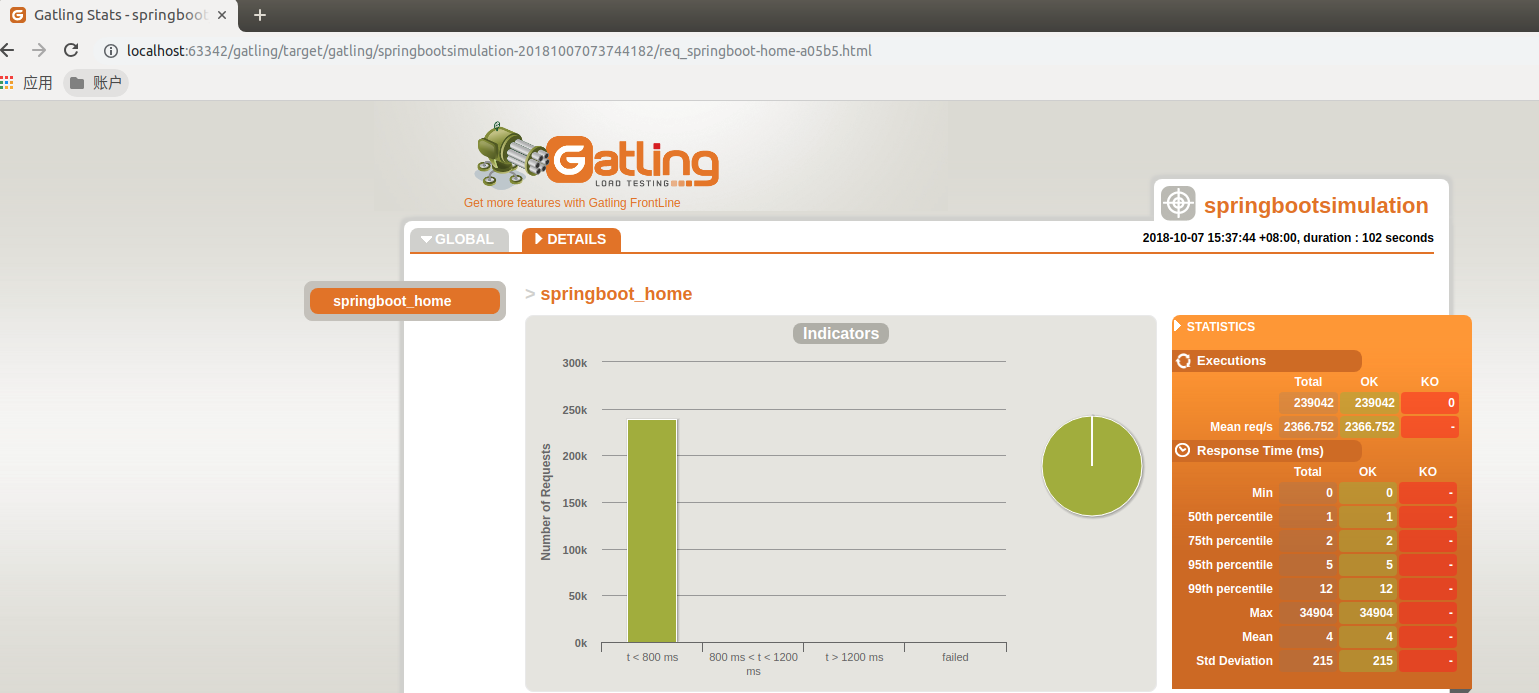 Gatling Stats - springboot
localhost:63342/gatling/target/gatling/springbootsimulation-20181007073744182/req_springboot-home-a05b5.html
应用 账户
Gatling
LOAD TESTING
Get more features with Gatling FrontLine
springbootsimulation
GLOBAL DETAILS
2018-10-07 15:37:44 +08:00, duration : 102 seconds
springboot_home
> springboot_home
Indicators
300k
250k
200k
150k
100k
50k
0k
Number of Requests
t < 800 ms
800 ms < t < 1200
ms
t > 1200 ms
failed
STATISTICS
Executions
Total OK KO
239042 239042 0
Mean req/s 2366.752 2366.752 -
Response Time (ms)
Total OK KO
Min 0 0 -
50th percentile 1 1 -
75th percentile 2 2 -
95th percentile 5 5 -
99th percentile 12 12 -
Max 34904 34904 -
Mean 4 4 -
Std Deviation 215 215 -